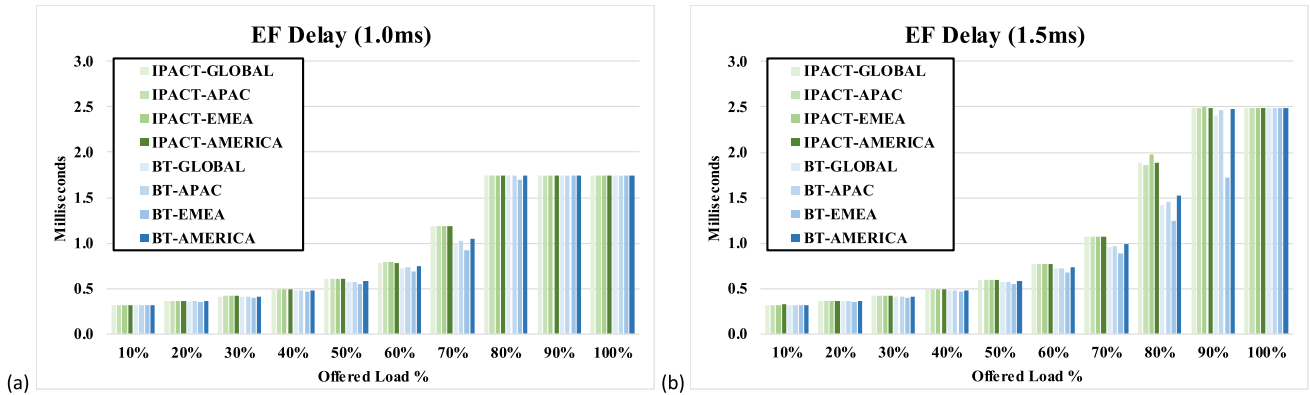 EF Delay (1.0ms)
Milliseconds
3.0
2.5
2.0
1.5
1.0
0.5
0.0
IPACT-GLOBAL
IPACT-APAC
IPACT-EMEA
IPACT-AMERICA
BT-GLOBAL
BT-APAC
BT-EMEA
BT-AMERICA
10% 20% 30% 40% 50% 60% 70% 80% 90% 100%
Offered Load %
(a)
EF Delay (1.5ms)
Milliseconds
3.0
2.5
2.0
1.5
1.0
0.5
0.0
IPACT-GLOBAL
IPACT-APAC
IPACT-EMEA
IPACT-AMERICA
BT-GLOBAL
BT-APAC
BT-EMEA
BT-AMERICA
10% 20% 30% 40% 50% 60% 70% 80% 90% 100%
Offered Load %
(b)